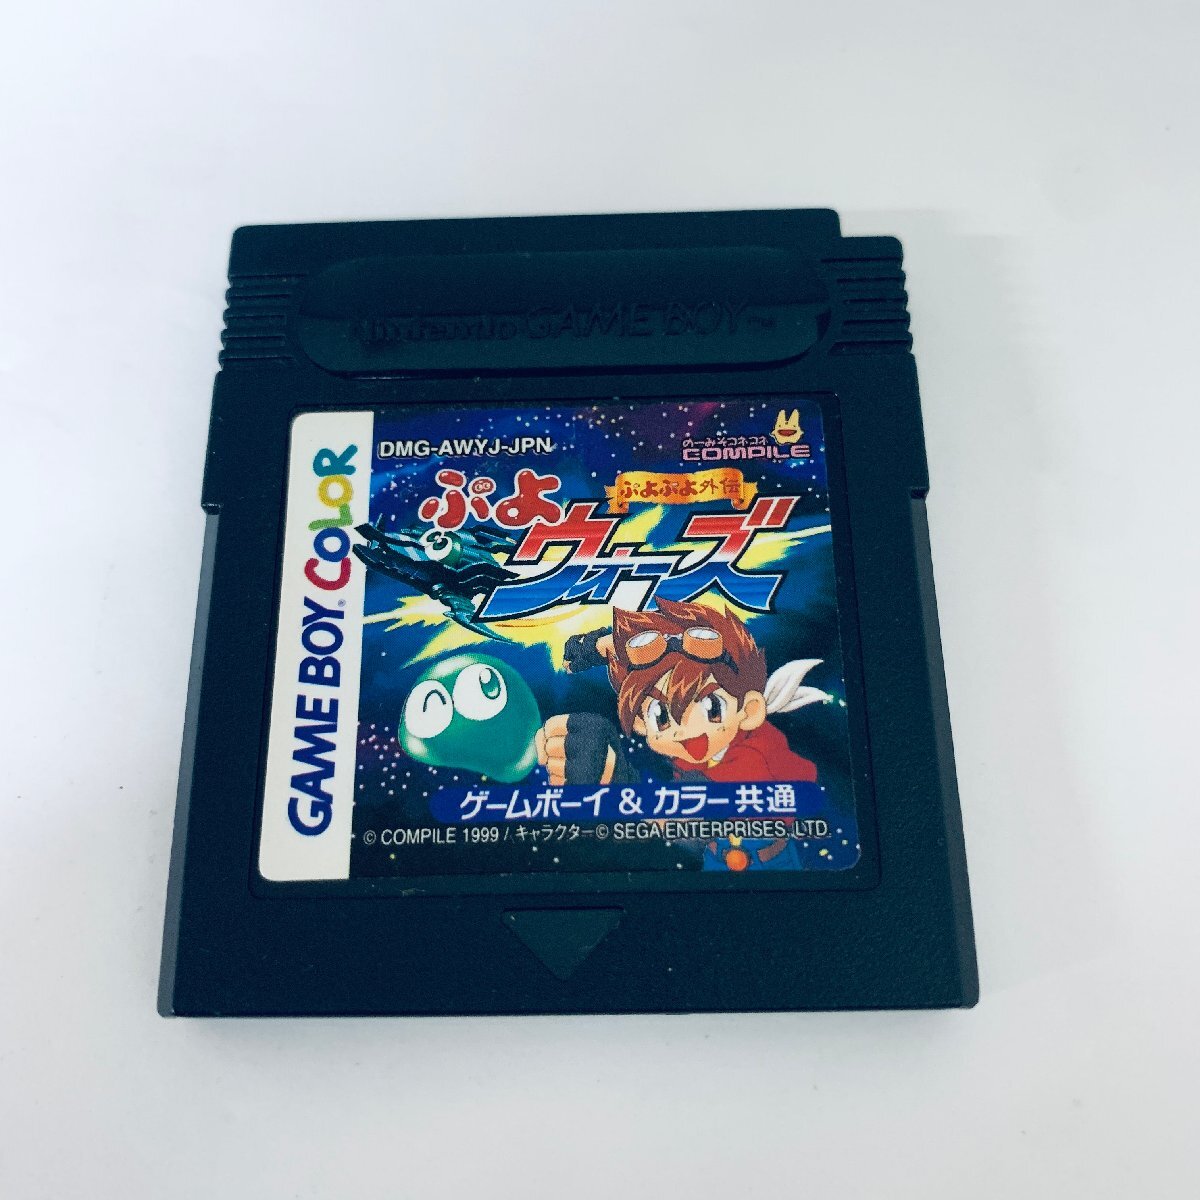 Nintendo GAME BOY™
GAME BOY® COLOR
DMG-AWYJ-JPN
のーみそコネコネ
COMPILE
ぷよぷよ外伝
ぷよ
ウォーズ
ゲームボーイ & カラー共通
© COMPILE 1999 / キャラクター© SEGA ENTERPRISES, LTD.